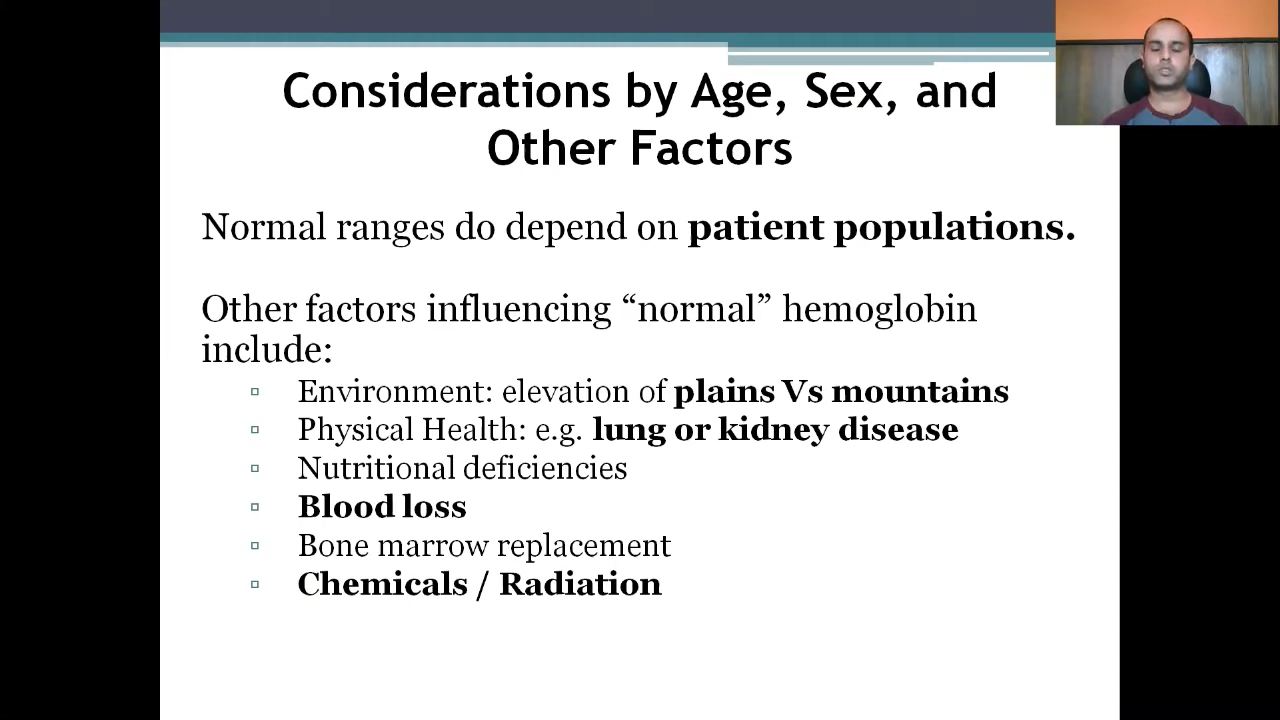 Considerations by Age, Sex, and
Other Factors
Normal ranges do depend on patient populations.
Other factors influencing “normal” hemoglobin
include:
Environment: elevation of plains Vs mountains
Physical Health: e.g. lung or kidney disease
Nutritional deficiencies
Blood loss
Bone marrow replacement
Chemicals / Radiation